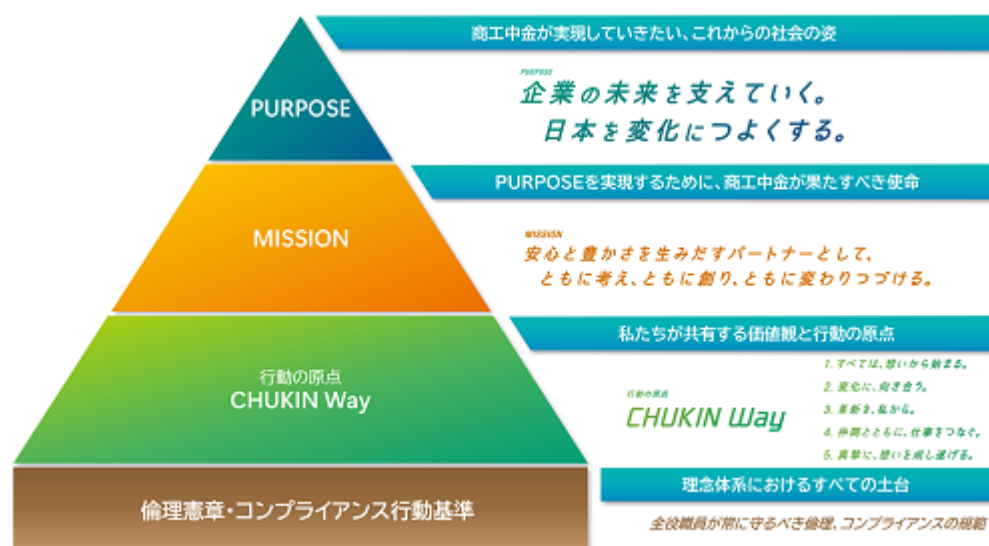 商工中金が実現していきたい、これからの社会の姿
PURPOSE
PURPOSE
企業の未来を支えていく。
日本を変化につよくする。
PURPOSEを実現するために、商工中金が果たすべき使命
MISSION
MISSION
安心と豊かさを生みだすパートナーとして、
ともに考え、ともに創り、ともに変わりつづける。
私たちが共有する価値観と行動の原点
行動の原点
CHUKIN Way
行動の原点
CHUKIN Way
1. すべては、想いから始まる。
2. 変化に、向き合う。
3. 革新を、私から。
4. 仲間とともに、仕事をつなぐ。
5. 真摯に、想いを成し遂げる。
理念体系におけるすべての土台
倫理憲章・コンプライアンス行動基準
全役職員が常に守るべき倫理、コンプライアンスの規範